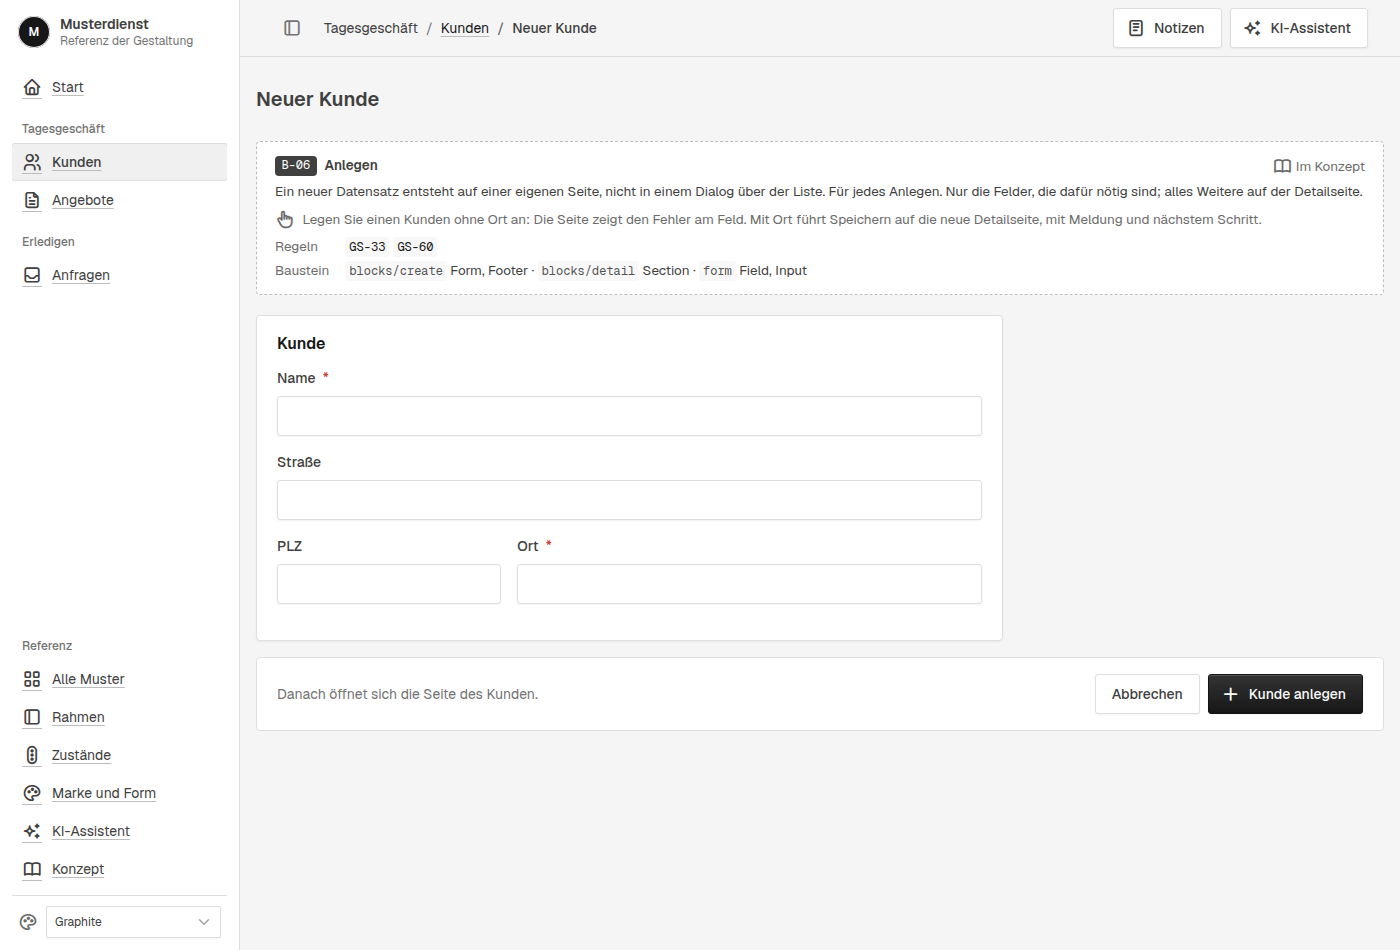 M
Musterdienst
Referenz der Gestaltung
Start
Tagesgeschäft
Kunden
Angebote
Erledigen
Anfragen
Referenz
Alle Muster
Rahmen
Zustände
Marke und Form
KI-Assistent
Konzept
Graphite
Tagesgeschäft / Kunden / Neuer Kunde
Notizen
KI-Assistent
Neuer Kunde
B-06 Anlegen
Im Konzept
Ein neuer Datensatz entsteht auf einer eigenen Seite, nicht in einem Dialog über der Liste. Für jedes Anlegen. Nur die Felder, die dafür nötig sind; alles Weitere auf der Detailseite.
Legen Sie einen Kunden ohne Ort an: Die Seite zeigt den Fehler am Feld. Mit Ort führt Speichern auf die neue Detailseite, mit Meldung und nächstem Schritt.
Regeln GS-33 GS-60
Baustein blocks/create Form, Footer · blocks/detail Section · form Field, Input
Kunde
Name *
Straße
PLZ
Ort *
Danach öffnet sich die Seite des Kunden.
Abbrechen
Kunde anlegen